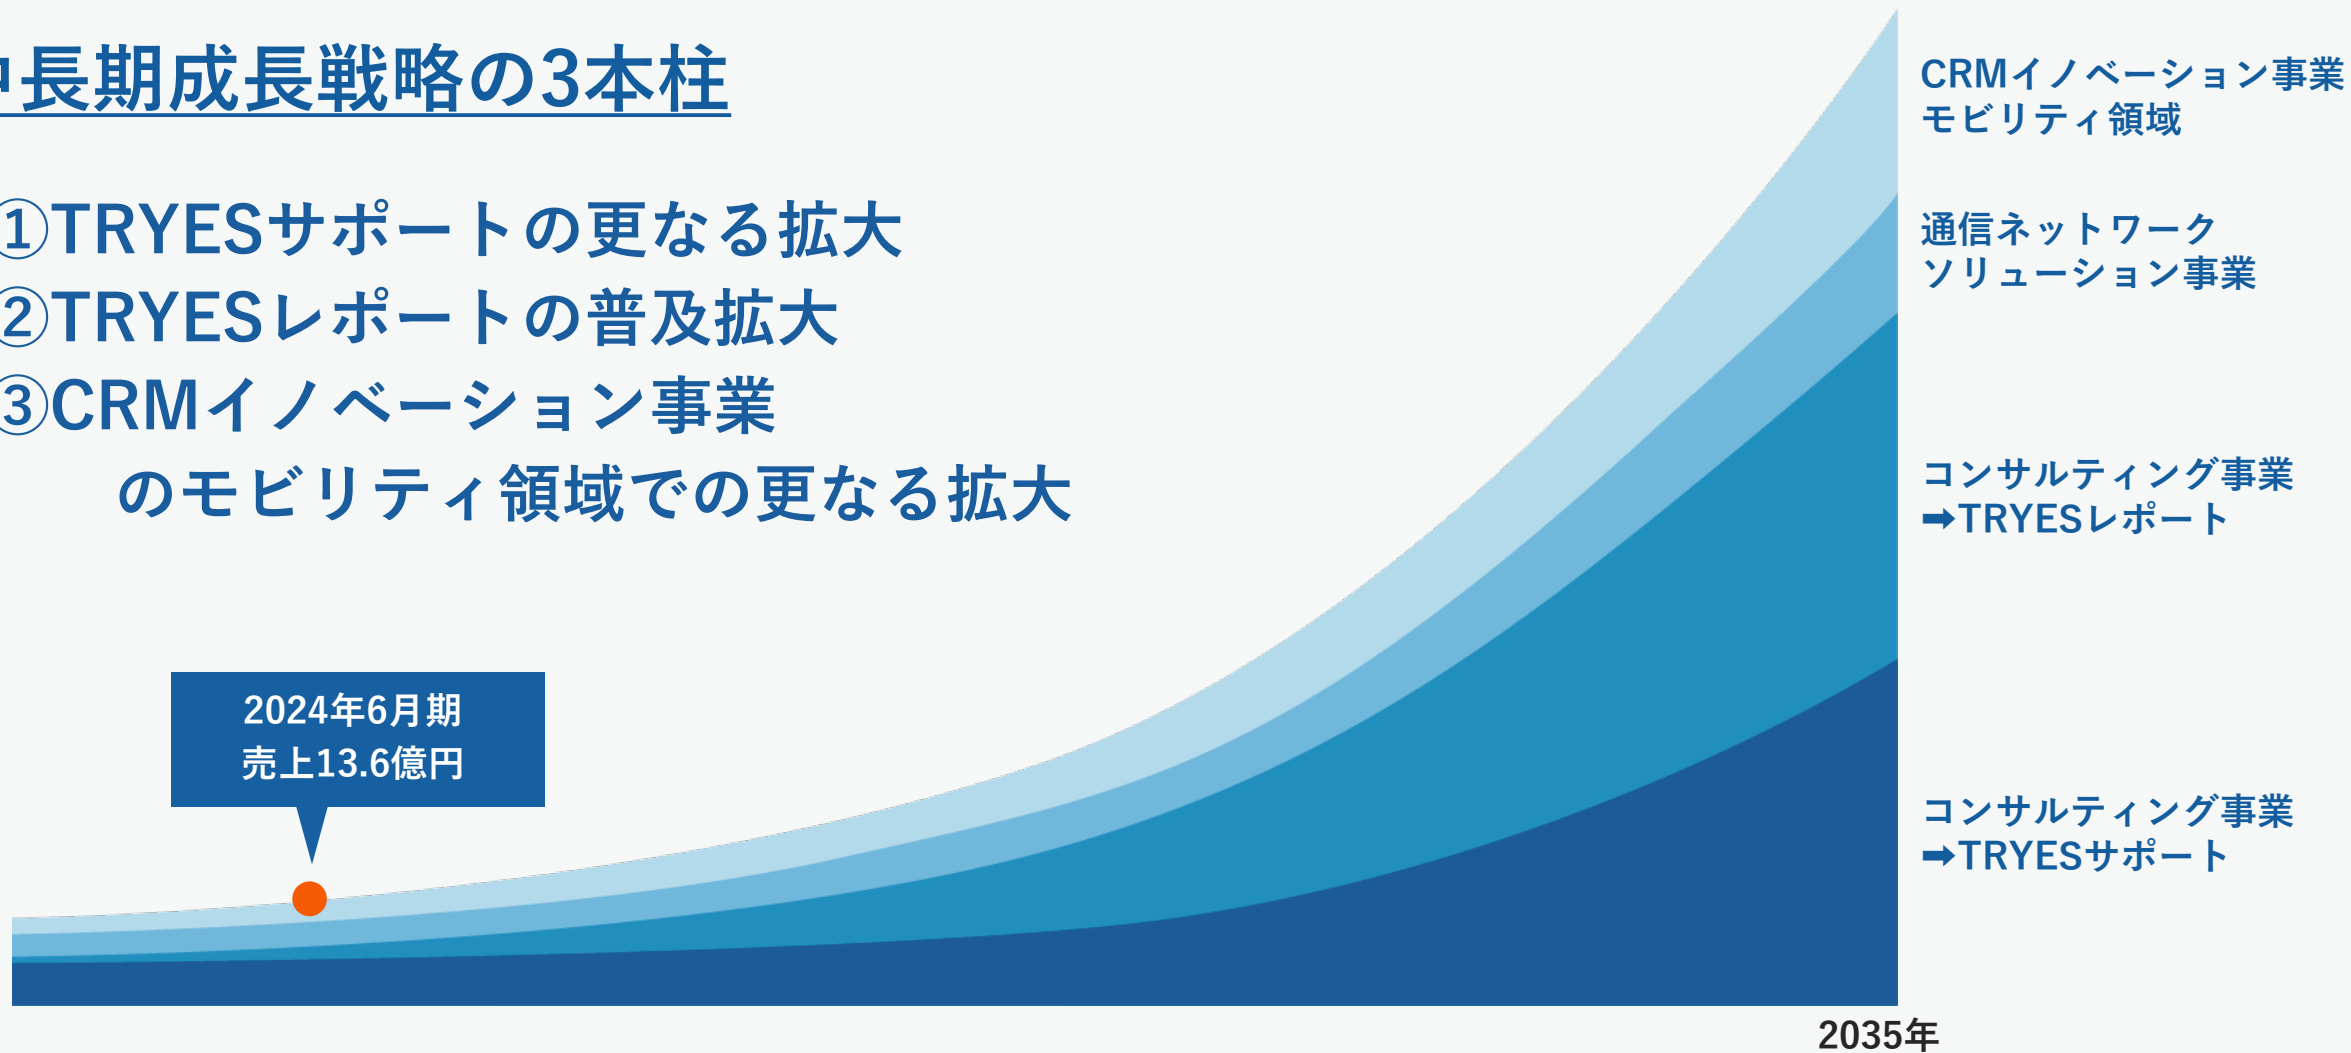 長期成長戦略の3本柱
①TRYESサポートの更なる拡大
②TRYESレポートの普及拡大
③CRMイノベーション事業
のモビリティ領域での更なる拡大
2024年6月期
売上13.6億円
CRMイノベーション事業
モビリティ領域
通信ネットワーク
ソリューション事業
コンサルティング事業
➡TRYESレポート
コンサルティング事業
➡TRYESサポート
2035年